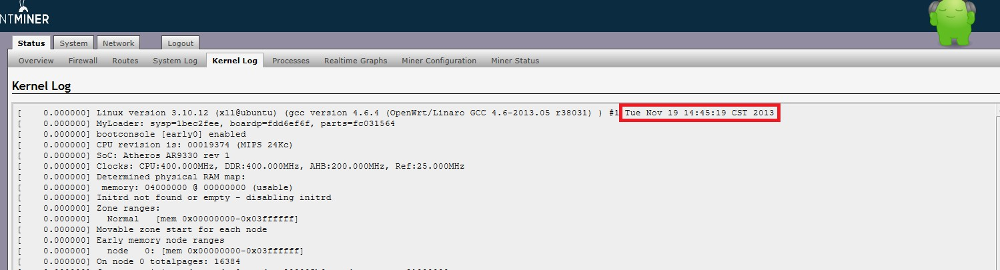 NTMINER
Status System Network Logout
Overview Firewall Routes System Log Kernel Log Processes Realtime Graphs Miner Configuration Miner Status
Kernel Log
[    0.000000] Linux version 3.10.12 (xll@ubuntu) (gcc version 4.6.4 (OpenWrt/Linaro GCC 4.6-2013.05 r38031) ) #1 Tue Nov 19 14:45:19 CST 2013
[    0.000000] MyLoader: sysp=1bec2fee, boardp=fdd6ef6f, parts=fc031564
[    0.000000] bootconsole [early0] enabled
[    0.000000] CPU revision is: 00019374 (MIPS 24Kc)
[    0.000000] SoC: Atheros AR9330 rev 1
[    0.000000] Clocks: CPU:400.000MHz, DDR:400.000MHz, AHB:200.000MHz, Ref:25.000MHz
[    0.000000] Determined physical RAM map:
[    0.000000]  memory: 04000000 @ 00000000 (usable)
[    0.000000] Initrd not found or empty - disabling initrd
[    0.000000] Zone ranges:
[    0.000000]   Normal   [mem 0x00000000-0x03ffffff]
[    0.000000] Movable zone start for each node
[    0.000000] Early memory node ranges
[    0.000000]   node   0: [mem 0x00000000-0x03ffffff]
[    0.000000] On node 0 totalpages: 16384